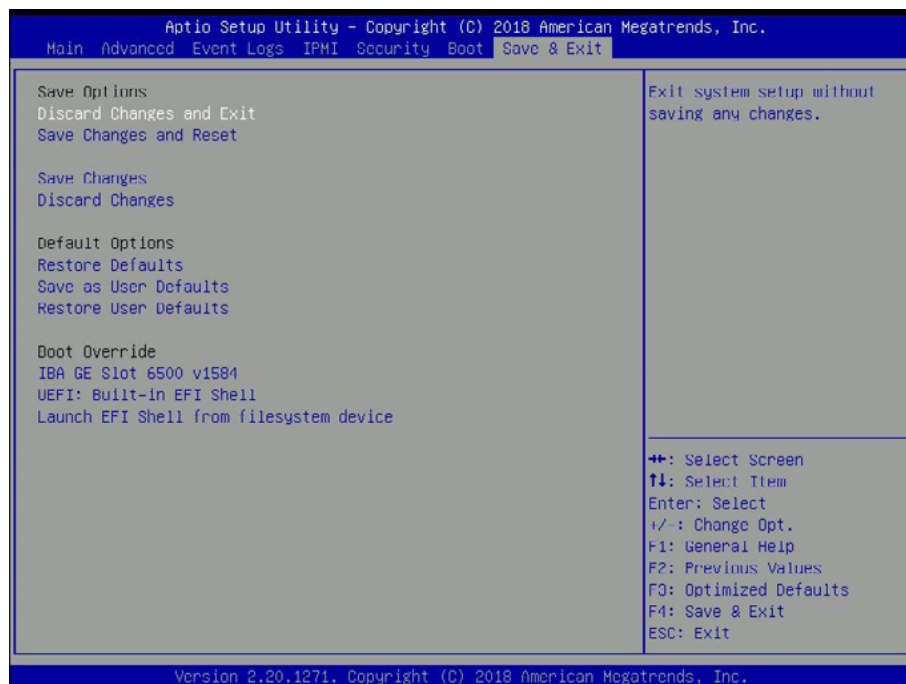 Aptio Setup Utility – Copyright (C) 2018 American Megatrends, Inc.
Main Advanced Event Logs IPMI Security Boot Save & Exit
Save Options
Discard Changes and Exit
Save Changes and Reset
Save Changes
Discard Changes
Default Options
Restore Defaults
Save as User Defaults
Restore User Defaults
Boot Override
IBA GE Slot 6500 v1584
UEFI: Built-in EFI Shell
Launch EFI Shell from filesystem device
Exit system setup without
saving any changes.
→←: Select Screen
↑↓: Select Item
Enter: Select
+/-: Change Opt.
F1: General Help
F2: Previous Values
F3: Optimized Defaults
F4: Save & Exit
ESC: Exit
Version 2.20.1271. Copyright (C) 2018 American Megatrends, Inc.